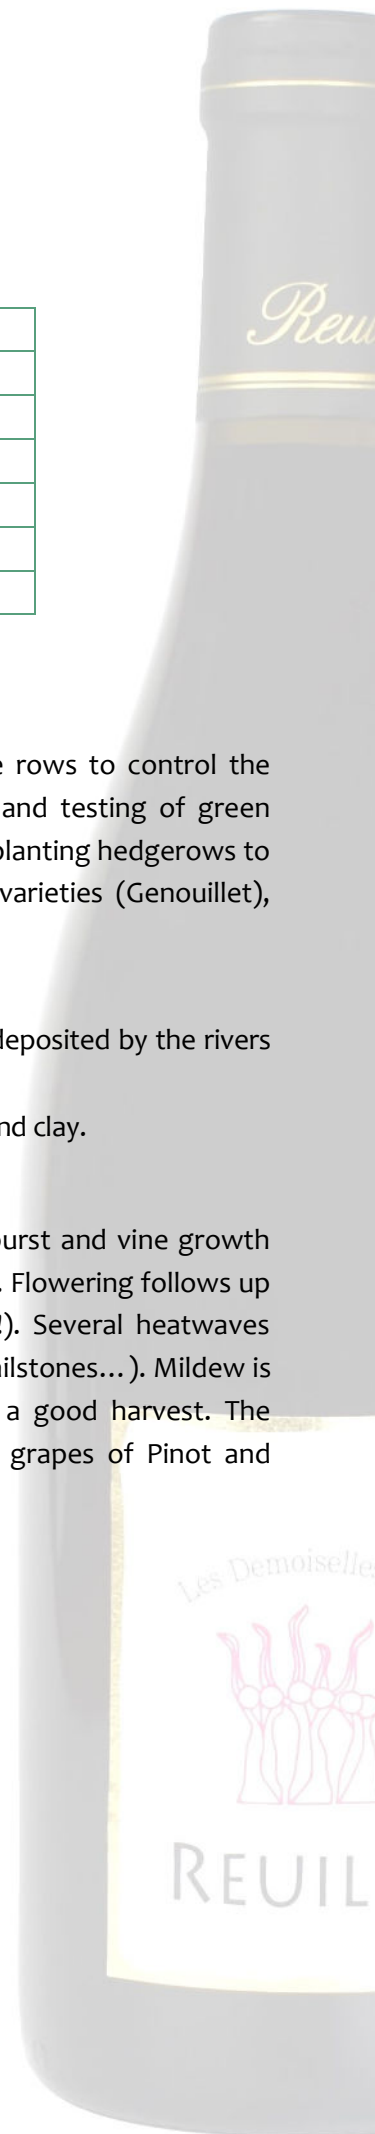 Reui
rows to control the
and testing of green
planting hedgerows to
varieties (Genouillet),
deposited by the rivers
nd clay.
urst and vine growth
. Flowering follows up
!). Several heatwaves
ilstones…). Mildew is
a good harvest. The
grapes of Pinot and
Les Demoiselles
REUIL